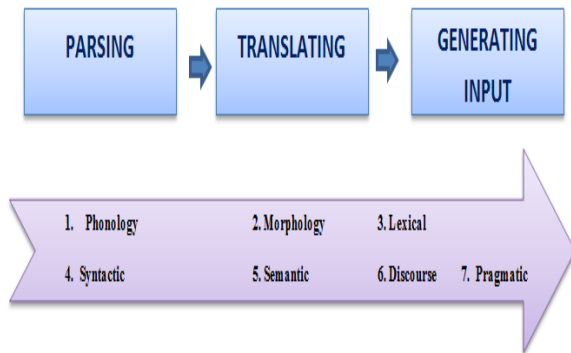 PARSING
TRANSLATING
GENERATING
INPUT
1. Phonology 2. Morphology 3. Lexical
4. Syntactic 5. Semantic 6. Discourse 7. Pragmatic